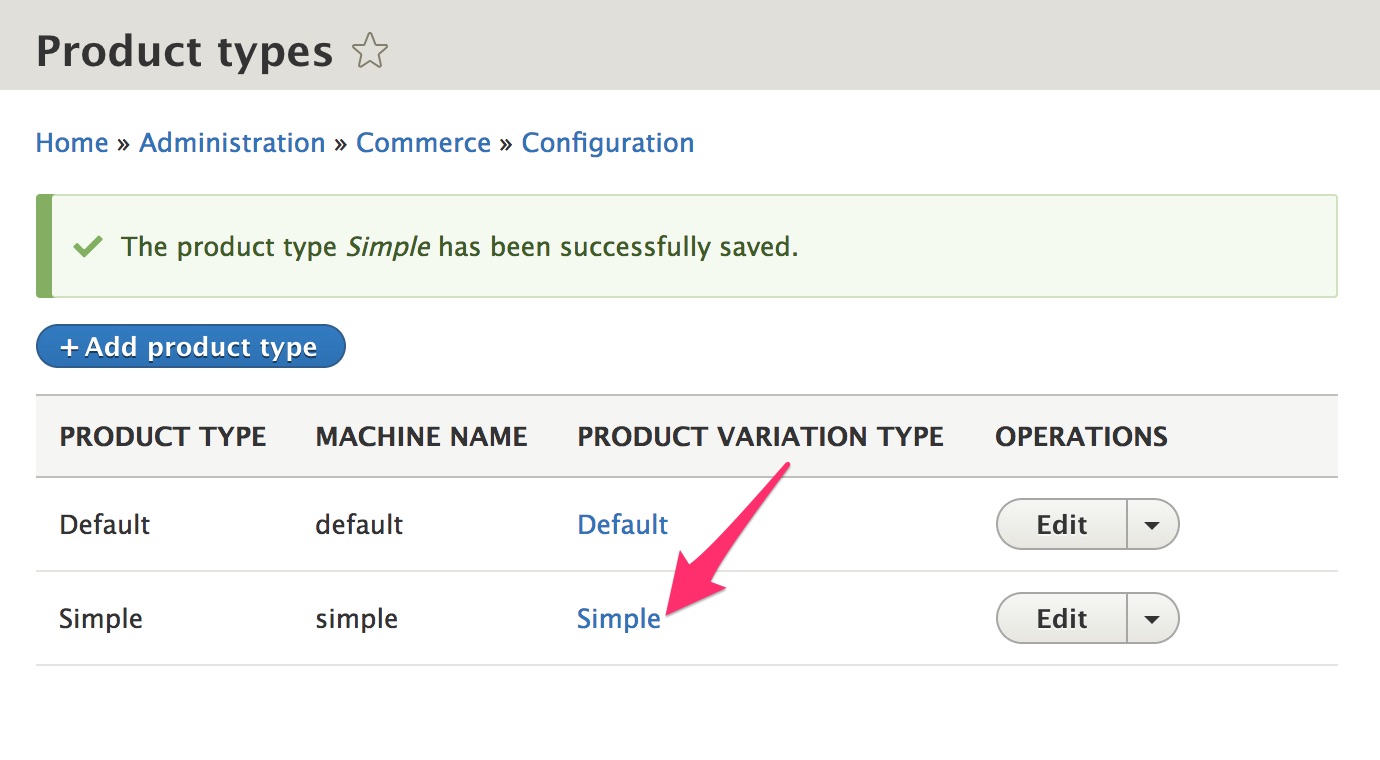 Product types
Home » Administration » Commerce » Configuration
The product type Simple has been successfully saved.
+ Add product type
PRODUCT TYPE MACHINE NAME PRODUCT VARIATION TYPE OPERATIONS
Default default Default Edit
Simple simple Simple Edit